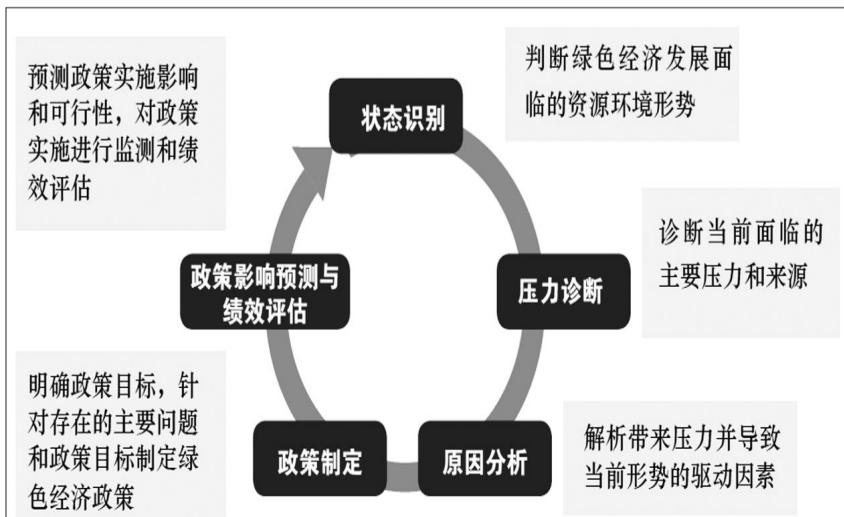 状态识别
判断绿色经济发展面
临的资源环境形势
压力诊断
诊断当前面临的
主要压力和来源
原因分析
解析带来压力并导致
当前形势的驱动因素
政策制定
明确政策目标，针
对存在的主要问题
和政策目标制定绿
色经济政策
政策影响预测与
绩效评估
预测政策实施影响
和可行性，对政策
实施进行监测和绩
效评估